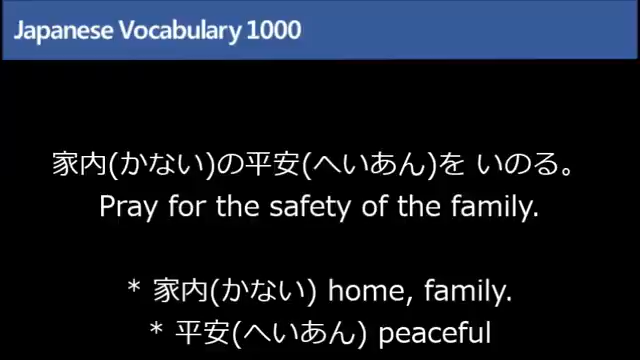 Japanese Vocabulary 1000
家内(かない)の平安(へいあん)を いのる。
Pray for the safety of the family.
* 家内(かない) home, family.
* 平安(へいあん) peaceful